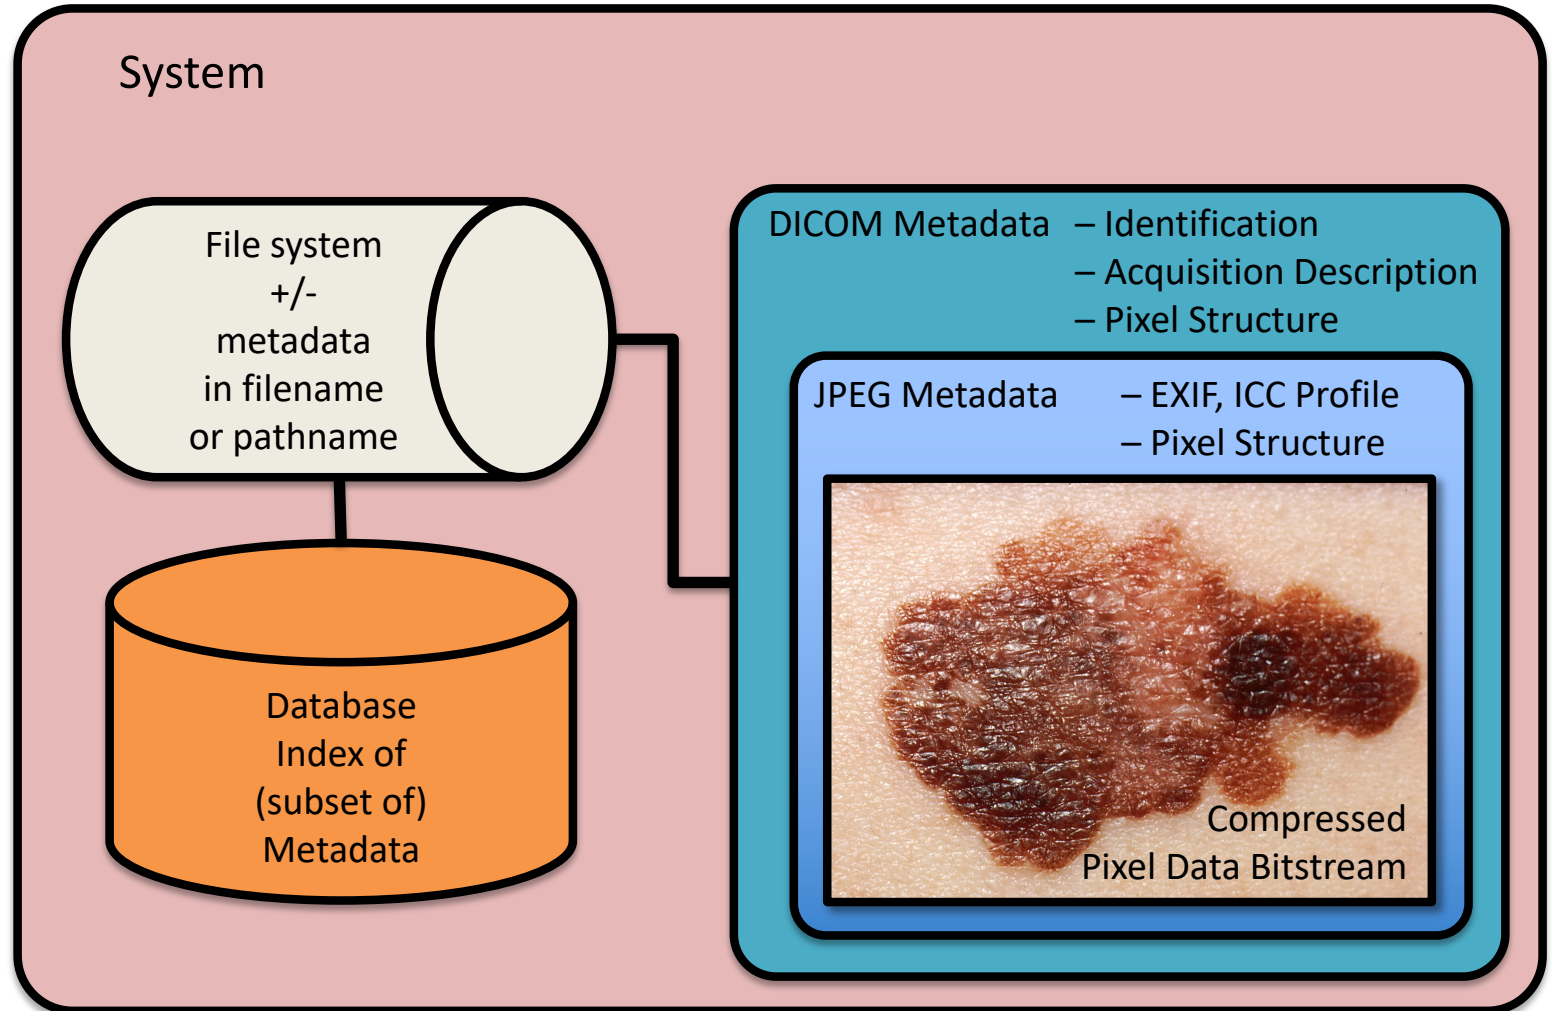 System
File system
+/-
metadata
in filename
or pathname
Database
Index of
(subset of)
Metadata
DICOM Metadata – Identification
– Acquisition Description
– Pixel Structure
JPEG Metadata – EXIF, ICC Profile
– Pixel Structure
Compressed
Pixel Data Bitstream